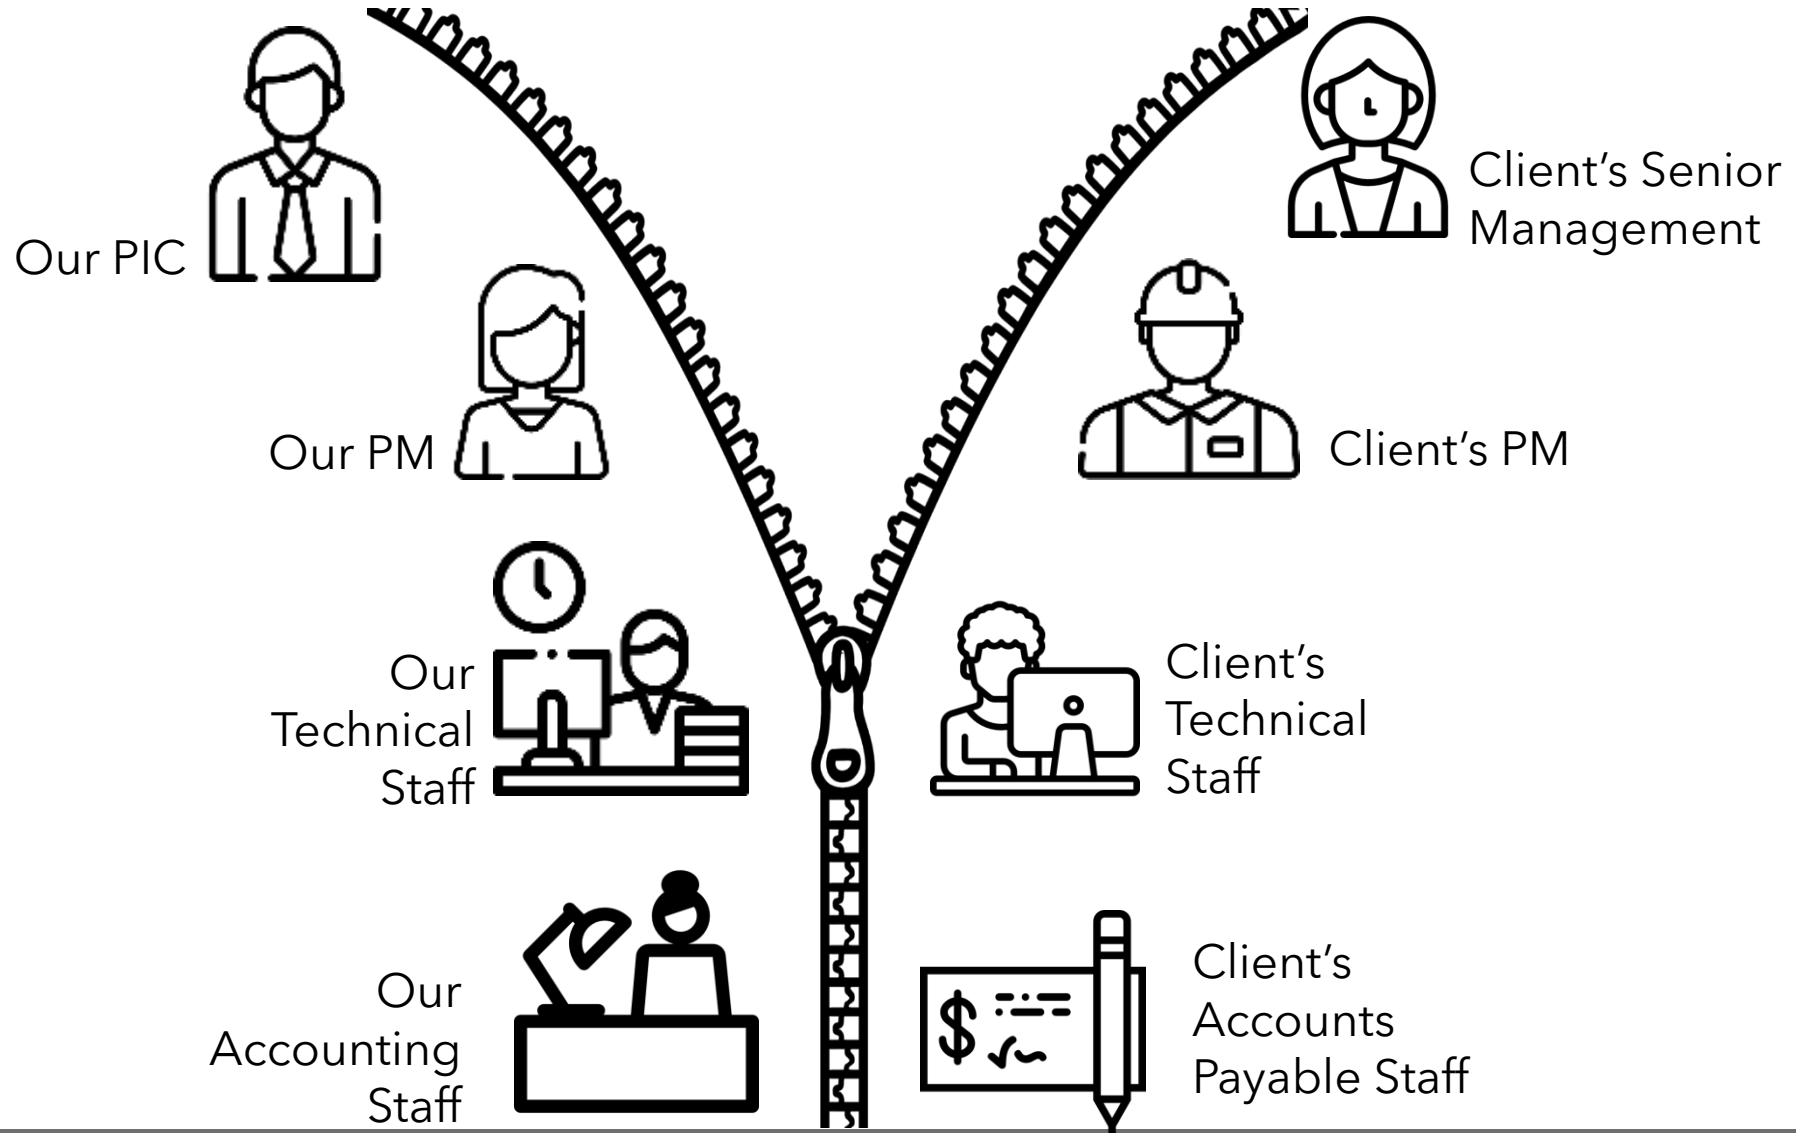 Our PIC
Client’s Senior
Management
Our PM
Client’s PM
Our
Technical
Staff
Client’s
Technical
Staff
Our
Accounting
Staff
Client’s
Accounts
Payable Staff